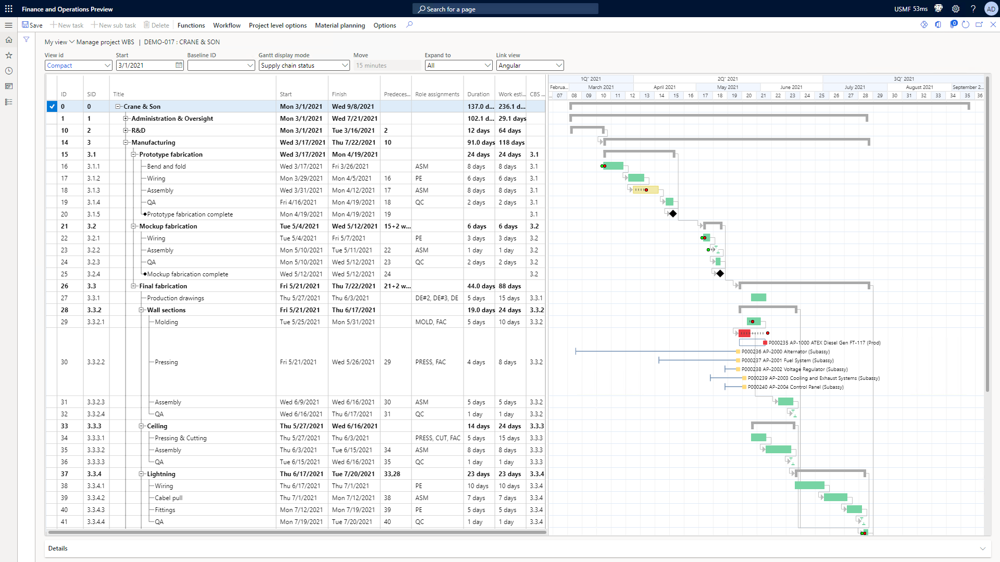 Finance and Operations Preview
Search for a page
USMF 53ms
272
?
AD
Save
New task
New sub task
Delete
Functions
Workflow
Project level options
Material planning
Options
0
My view Manage project WBS | DEMO-017 : CRANE & SON
View id Start Baseline ID Gantt display mode Move Expand to Link view
Compact 3/1/2021 Supply chain status 15 minutes All Angular
1Q" 2021 2Q" 2021 3Q" 2021
Februa... March 2021 April 2021 May 2021 June 2021 July 2021 August 2021 September 2...
ID SID Title Start Finish Predeces... Role assignments Duration Work esti... CBS ...
07 08 09 10 11 12 13 14 15 16 17 18 19 20 21 22 23 24 25 26 27 28 29 30 31 32 33 34 35 36
0 0 Crane & Son Mon 3/1/2021 Wed 9/8/2021 137.0 d... 236.1 d...
1 1 Administration & Oversight Mon 3/1/2021 Wed 7/21/2021 102.1 d... 29.1 days
10 2 R&D Mon 3/1/2021 Tue 3/16/2021 2 12 days 64 days
14 3 Manufacturing Wed 3/17/2021 Thu 7/22/2021 10 91.0 days 118 days
15 3.1 Prototype fabrication Wed 3/17/2021 Mon 4/19/2021 24 days 24 days 3.1
16 3.1.1 Bend and fold Wed 3/17/2021 Fri 3/26/2021 ASM 8 days 8 days 3.1
17 3.1.2 Wiring Mon 3/29/2021 Mon 4/5/2021 16 PE 6 days 6 days 3.1
18 3.1.3 Assembly Wed 3/31/2021 Mon 4/12/2021 17 ASM 8 days 8 days 3.1
19 3.1.4 QA Fri 4/16/2021 Mon 4/19/2021 18 QC 2 days 2 days 3.1
20 3.1.5 Prototype fabrication complete Mon 4/19/2021 Mon 4/19/2021 19 3.1
21 3.2 Mockup fabrication Tue 5/4/2021 Wed 5/12/2021 15+2 w... 6 days 6 days 3.2
22 3.2.1 Wiring Tue 5/4/2021 Fri 5/7/2021 PE 3 days 3 days 3.2
23 3.2.2 Assembly Mon 5/10/2021 Tue 5/11/2021 22 ASM 1 day 1 day 3.2
24 3.2.3 QA Mon 5/10/2021 Wed 5/12/2021 23 QC 2 days 2 days 3.2
25 3.2.4 Mockup fabrication complete Wed 5/12/2021 Wed 5/12/2021 24 3.2
26 3.3 Final fabrication Fri 5/21/2021 Thu 7/22/2021 21+2 w... 44.0 days 88 days
27 3.3.1 Production drawings Thu 5/27/2021 Thu 6/3/2021 DE#2, DE#3, DE 5 days 15 days 3.3.1
28 3.3.2 Wall sections Fri 5/21/2021 Thu 6/17/2021 19.0 days 24 days 3.3.2
29 3.3.2.1 Molding Tue 5/25/2021 Mon 5/31/2021 MOLD, FAC 5 days 10 days 3.3.2
P000235 AP-1000 ATEX Diesel Gen FT-117 (Prod)
P000236 AP-2000 Alternator (Subassy)
P000237 AP-2001 Fuel System (Subassy)
30 3.3.2.2 Pressing Fri 5/21/2021 Wed 5/26/2021 29 PRESS, FAC 4 days 8 days 3.3.2
P000238 AP-2002 Voltage Regulator (Subassy)
P000239 AP-2003 Cooling and Exhaust Systems (Subassy)
P000240 AP-2004 Control Panel (Subassy)
31 3.3.2.3 Assembly Wed 6/9/2021 Wed 6/16/2021 30 ASM 5 days 5 days 3.3.2
32 3.3.2.4 QA Wed 6/16/2021 Thu 6/17/2021 31 QC 1 day 1 day 3.3.2
33 3.3.3 Ceiling Thu 5/27/2021 Wed 6/16/2021 14 days 24 days 3.3.3
34 3.3.3.1 Pressing & Cutting Thu 5/27/2021 Thu 6/3/2021 PRESS, CUT, FAC 5 days 15 days 3.3.3
35 3.3.3.2 Assembly Thu 6/3/2021 Tue 6/15/2021 34 ASM 8 days 8 days 3.3.3
36 3.3.3.3 QA Tue 6/15/2021 Wed 6/16/2021 35 QC 1 day 1 day 3.3.3
37 3.3.4 Lightning Thu 6/17/2021 Tue 7/20/2021 33,28 23 days 23 days 3.3.4
38 3.3.4.1 Wiring Thu 6/17/2021 Thu 7/1/2021 PE 10 days 10 days 3.3.4
39 3.3.4.2 Cabel pull Thu 7/1/2021 Mon 7/12/2021 38 ASM 7 days 7 days 3.3.4
40 3.3.4.3 Fittings Mon 7/12/2021 Mon 7/19/2021 39 PE 5 days 5 days 3.3.4
41 3.3.4.4 QA Mon 7/19/2021 Tue 7/20/2021 40 QC 1 day 1 day 3.3.4
Details